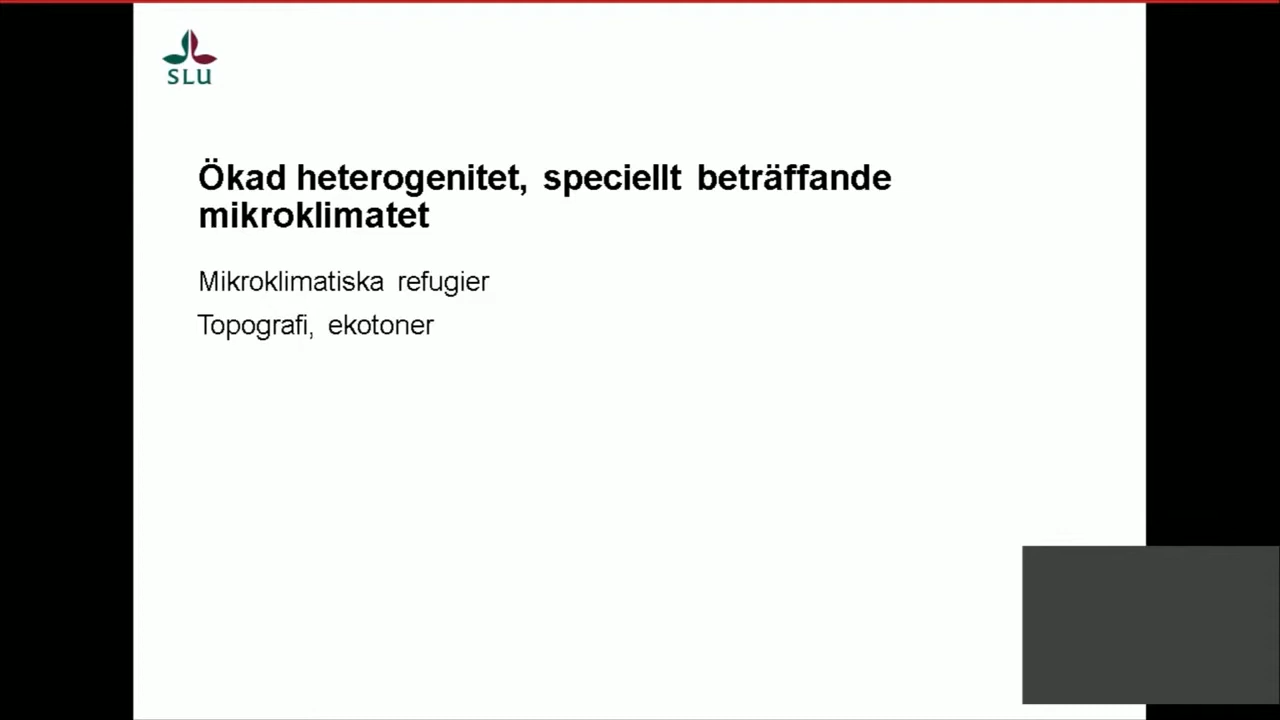 SLU
Ökad heterogenitet, speciellt beträffande
mikroklimatet
Mikroklimatiska refugier
Topografi, ekotoner